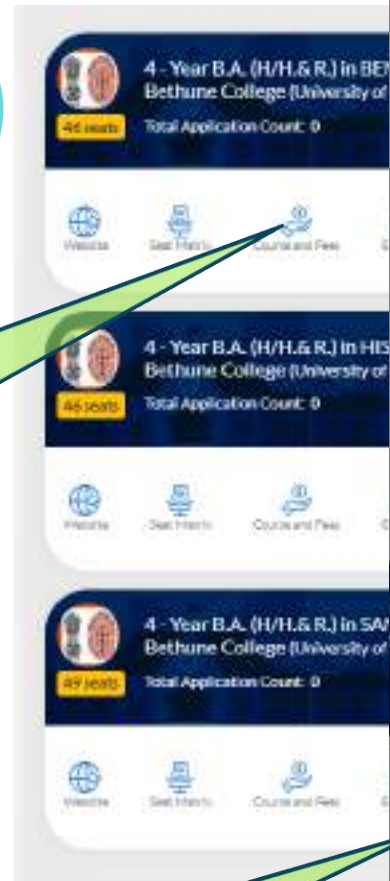 4 - Year B.A. (H/H.& R.) in BEN
Bethune College (University of
46 seats
Total Application Count: 0
Website
Seat Matrix
Course and Fees
4 - Year B.A. (H/H.& R.) in HIS
Bethune College (University of
46 seats
Total Application Count: 0
Website
Seat Matrix
Course and Fees
4 - Year B.A. (H/H.& R.) in SAN
Bethune College (University of
49 seats
Total Application Count: 0
Website
Seat Matrix
Course and Fees